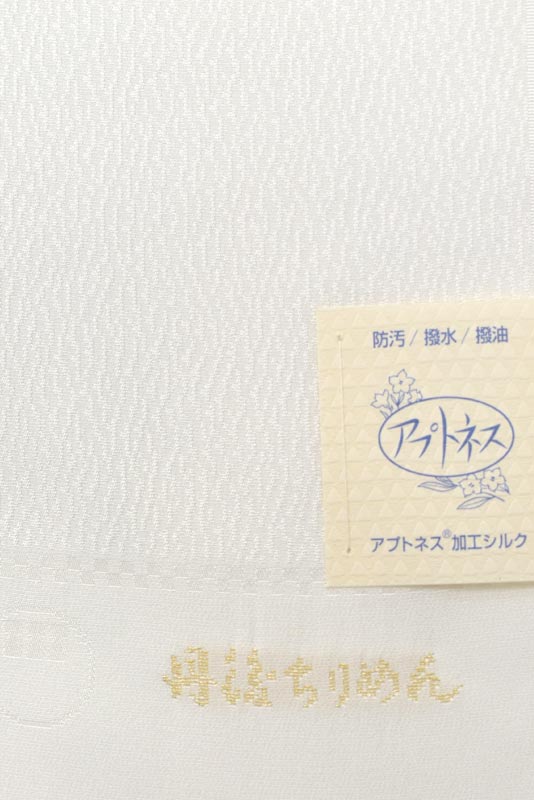 防汚/撥水/撥油
アプトネス
アプトネス®加工シルク
丹後ちりめん